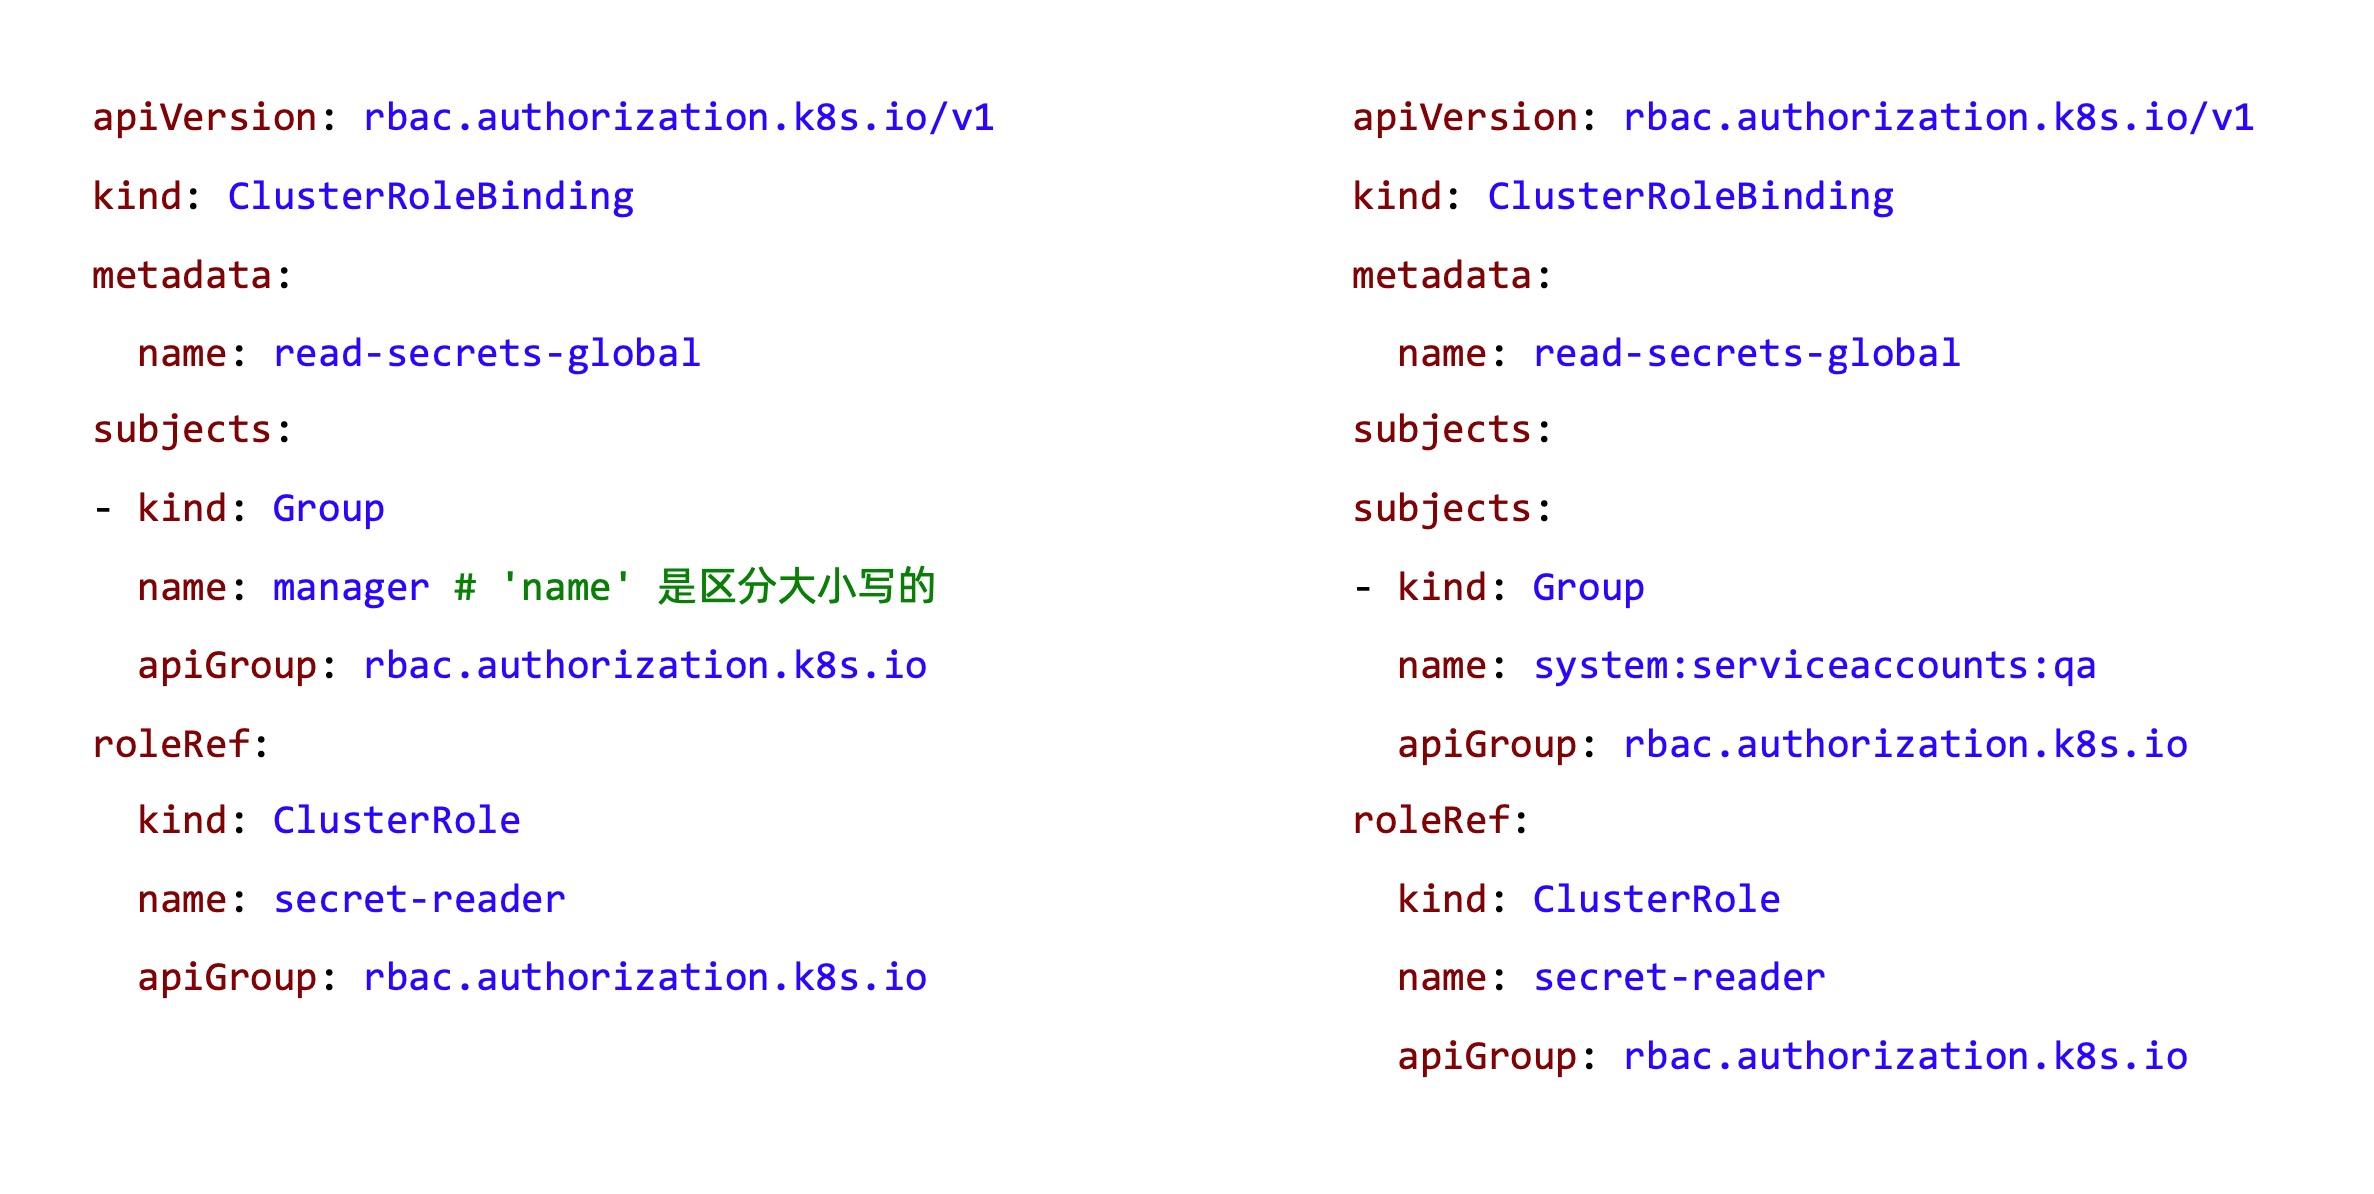 apiVersion: rbac.authorization.k8s.io/v1
kind: ClusterRoleBinding
metadata:
  name: read-secrets-global
subjects:
- kind: Group
  name: manager # 'name' 是区分大小写的
  apiGroup: rbac.authorization.k8s.io
roleRef:
  kind: ClusterRole
  name: secret-reader
  apiGroup: rbac.authorization.k8s.io
apiVersion: rbac.authorization.k8s.io/v1
kind: ClusterRoleBinding
metadata:
  name: read-secrets-global
subjects:
subjects:
- kind: Group
  name: system:serviceaccounts:qa
  apiGroup: rbac.authorization.k8s.io
roleRef:
  kind: ClusterRole
  name: secret-reader
  apiGroup: rbac.authorization.k8s.io